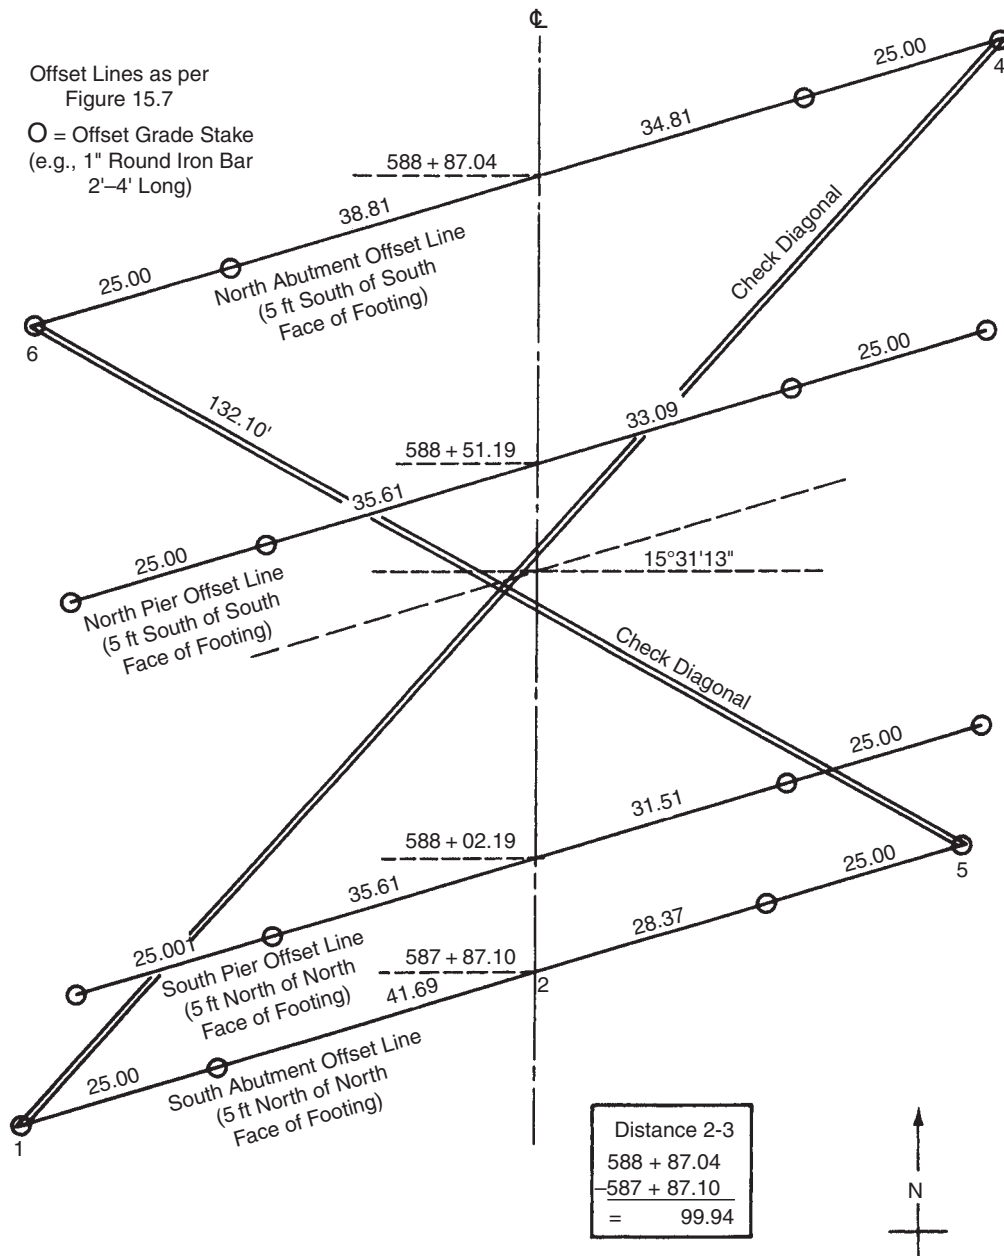 ℄
Offset Lines as per
Figure 15.7
O = Offset Grade Stake
(e.g., 1" Round Iron Bar
2'–4' Long)
25.00
4
34.81
588 + 87.04
38.81
25.00
North Abutment Offset Line
(5 ft South of South
Face of Footing)
6
Check Diagonal
25.00
33.09
132.10'
588 + 51.19
35.61
25.00
North Pier Offset Line
(5 ft South of South
Face of Footing)
15°31'13"
Check Diagonal
25.00
31.51
588 + 02.19
35.61
25.001
South Pier Offset Line
(5 ft North of North
Face of Footing)
25.00
5
28.37
587 + 87.10
2
41.69
25.00
South Abutment Offset Line
(5 ft North of North
Face of Footing)
1
Distance 2-3
588 + 87.04
–587 + 87.10
= 99.94
N